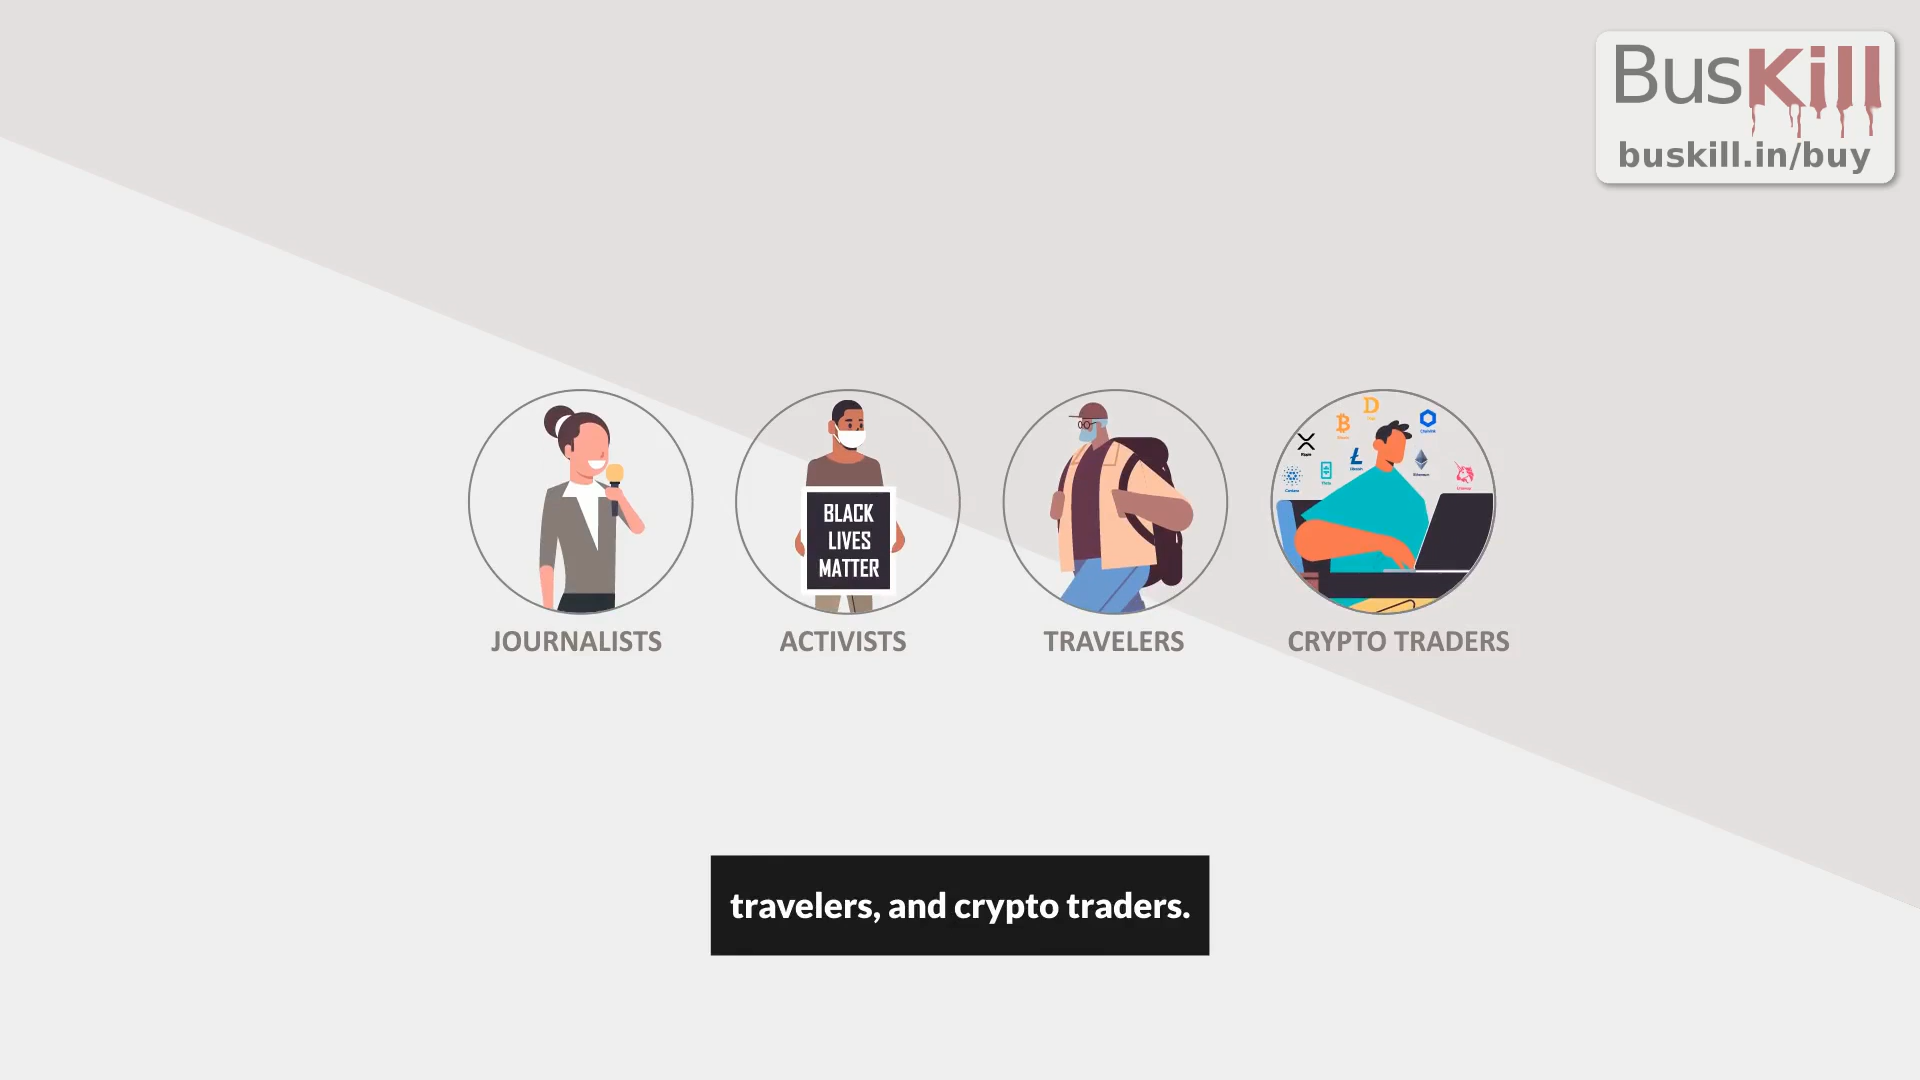 BusKill
buskill.in/buy
BLACK
LIVES
MATTER
JOURNALISTS
ACTIVISTS
TRAVELERS
CRYPTO TRADERS
travelers, and crypto traders.